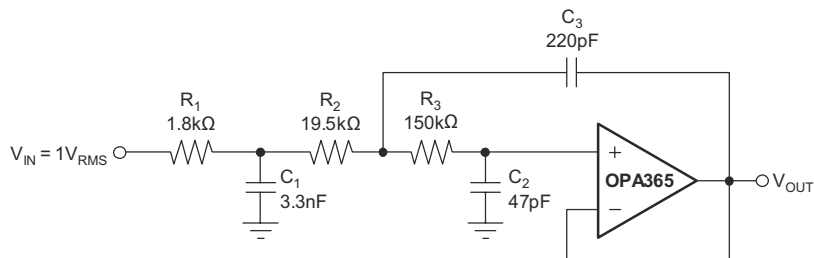 C3
220pF
R1
1.8kΩ
R2
19.5kΩ
R3
150kΩ
VIN = 1VRMS
C1
3.3nF
C2
47pF
+
OPA365
−
VOUT